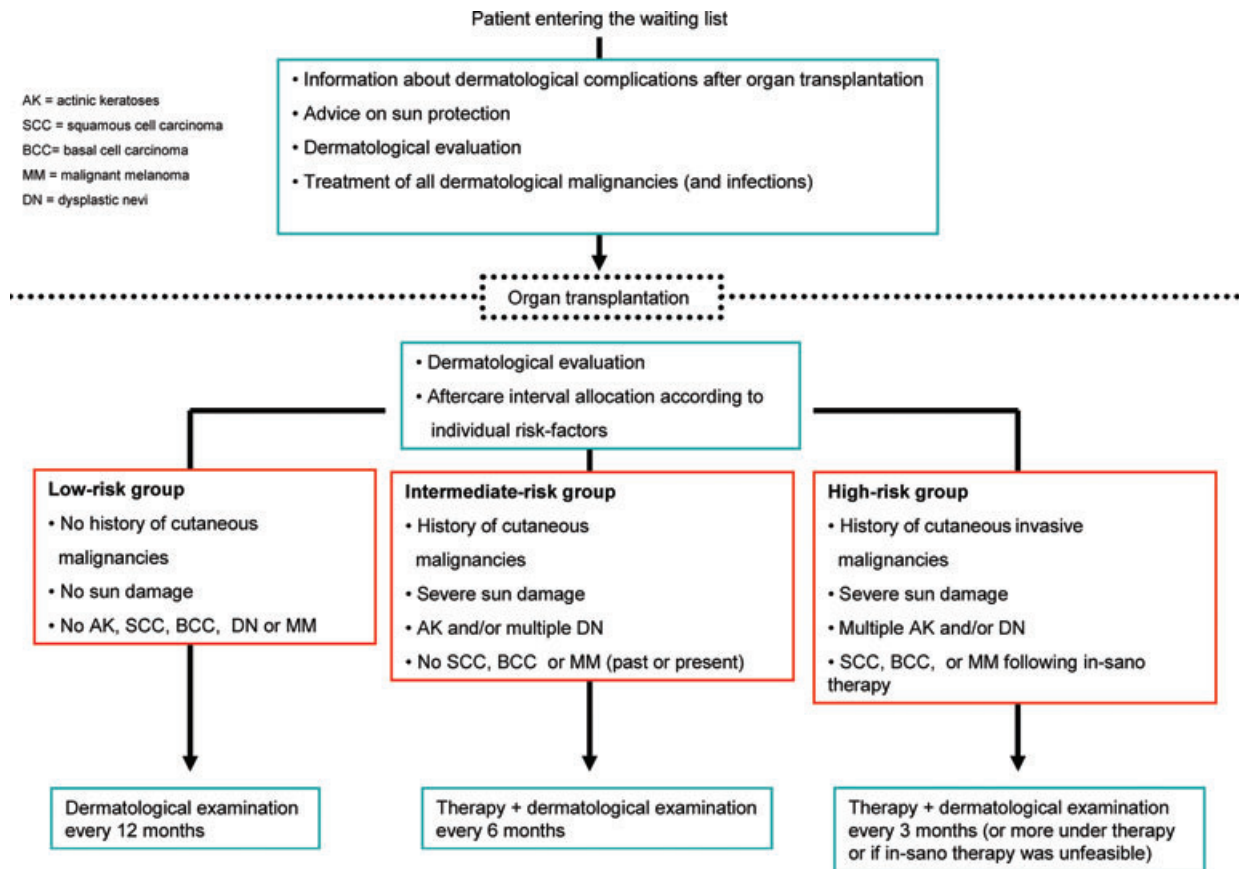 Patient entering the waiting list
• Information about dermatological complications after organ transplantation
• Advice on sun protection
• Dermatological evaluation
• Treatment of all dermatological malignancies (and infections)
AK = actinic keratoses
SCC = squamous cell carcinoma
BCC= basal cell carcinoma
MM = malignant melanoma
DN = dysplastic nevi
Organ transplantation
• Dermatological evaluation
• Aftercare interval allocation according to
individual risk-factors
Low-risk group
• No history of cutaneous
malignancies
• No sun damage
• No AK, SCC, BCC, DN or MM
Intermediate-risk group
• History of cutaneous
malignancies
• Severe sun damage
• AK and/or multiple DN
• No SCC, BCC or MM (past or present)
High-risk group
• History of cutaneous invasive
malignancies
• Severe sun damage
• Multiple AK and/or DN
• SCC, BCC, or MM following in-sano
therapy
Dermatological examination
every 12 months
Therapy + dermatological examination
every 6 months
Therapy + dermatological examination
every 3 months (or more under therapy
or if in-sano therapy was unfeasible)